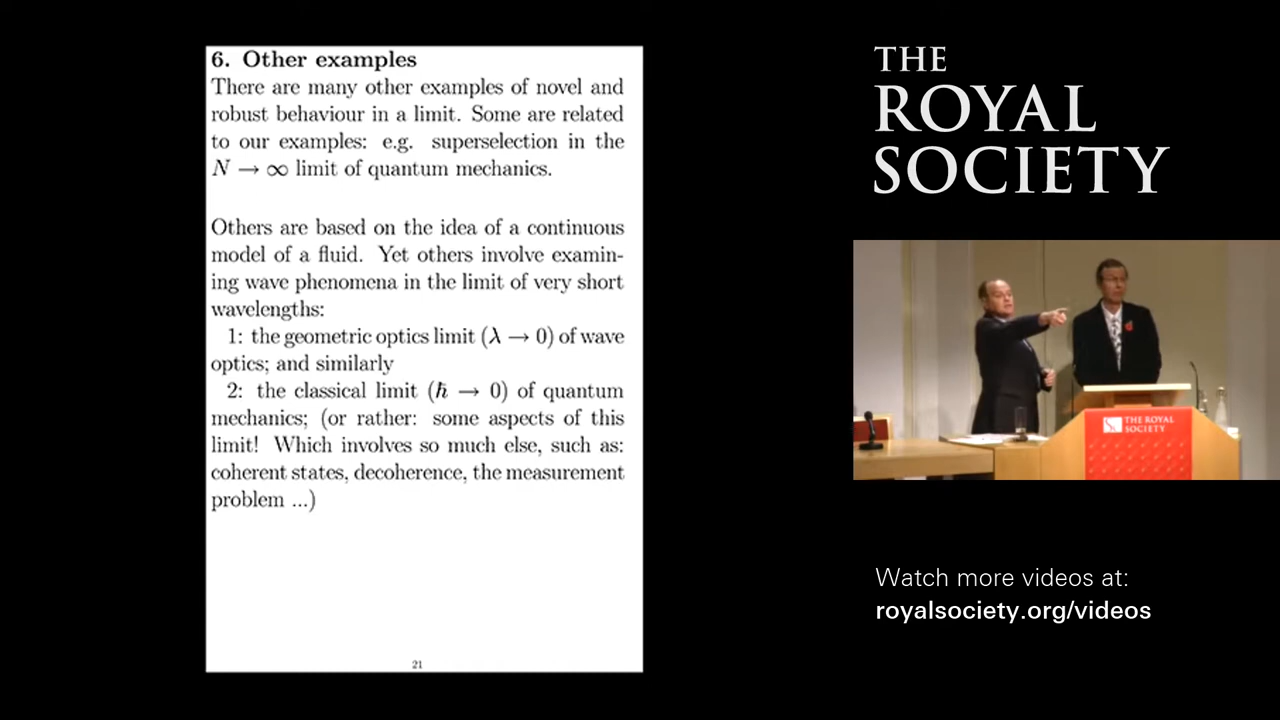 6. Other examples
There are many other examples of novel and
robust behaviour in a limit. Some are related
to our examples: e.g. superselection in the
N → ∞ limit of quantum mechanics.
Others are based on the idea of a continuous
model of a fluid. Yet others involve examin-
ing wave phenomena in the limit of very short
wavelengths:
1: the geometric optics limit (λ → 0) of wave
optics; and similarly
2: the classical limit (ℏ → 0) of quantum
mechanics; (or rather: some aspects of this
limit! Which involves so much else, such as:
coherent states, decoherence, the measurement
problem ...)
21
THE
ROYAL
SOCIETY
THE ROYAL
SOCIETY
Watch more videos at:
royalsociety.org/videos